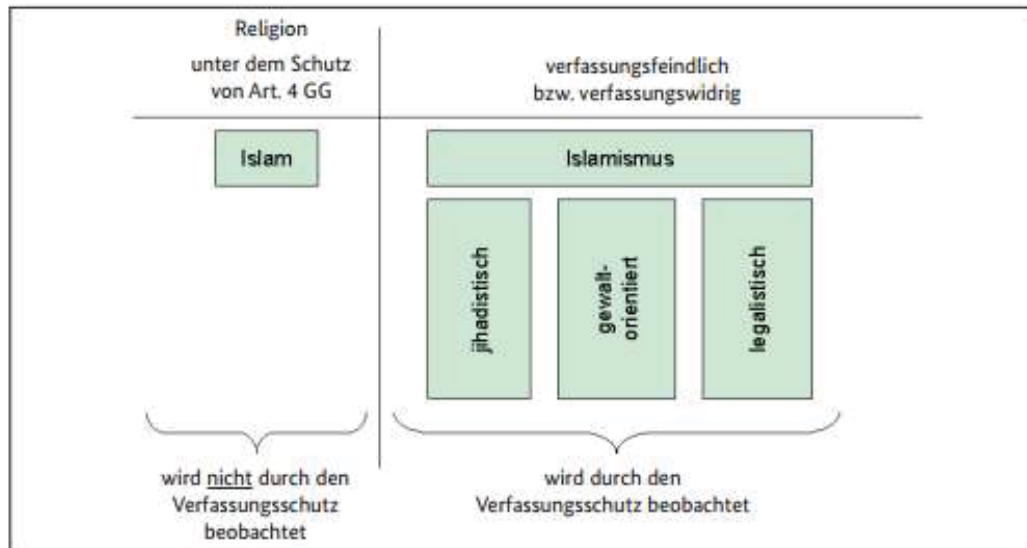 Religion
unter dem Schutz
von Art. 4 GG
verfassungsfeindlich
bzw. verfassungswidrig
Islam
Islamismus
jihadistisch
gewalt-
orientiert
legalistisch
wird nicht durch den
Verfassungsschutz
beobachtet
wird durch den
Verfassungsschutz beobachtet